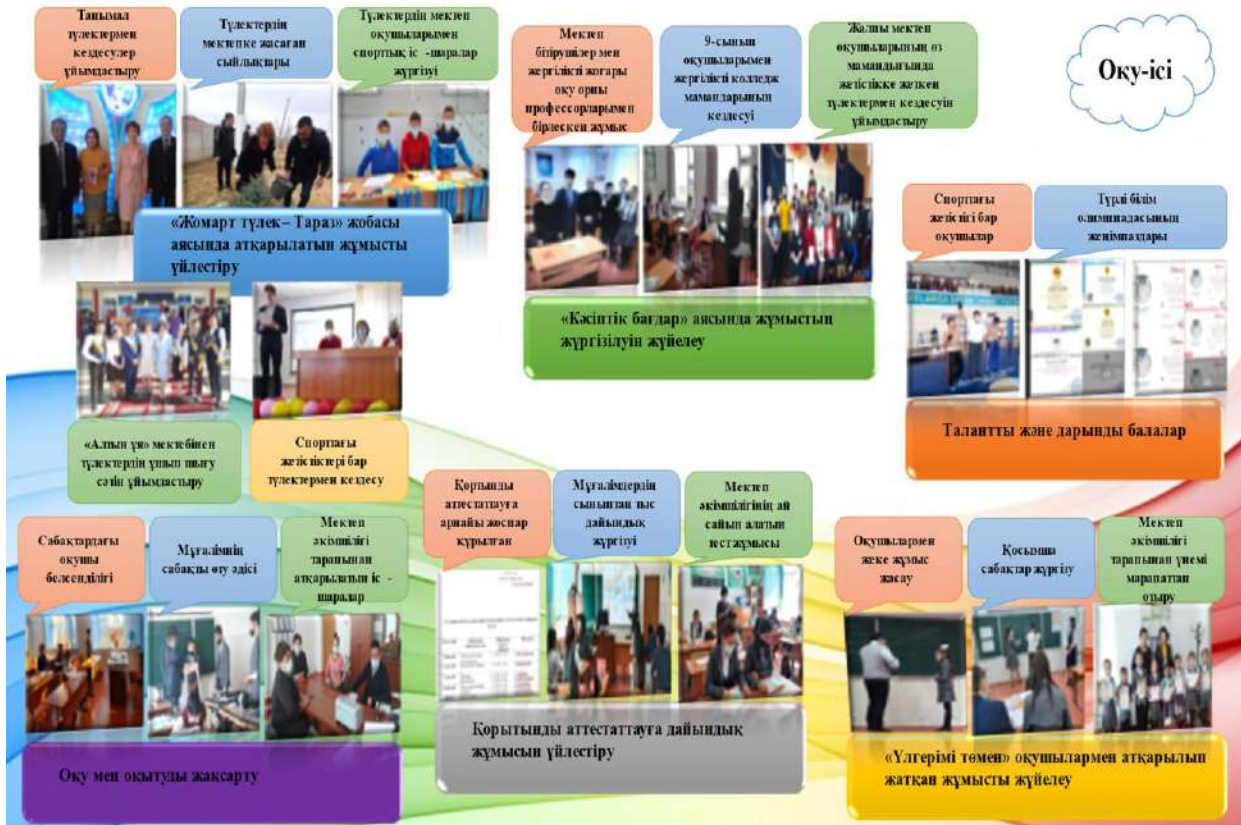 Танымал
түлектермен
кездесулер
ұйымдастыру
Түлектердің
мектепке жасаған
сыйлықтары
Түлектердің мектеп
оқушыларымен
спорттық іс -шаралар
жүргізуі
«Жомарт түлек– Тараз» жобасы
аясында атқарылатын жұмысты
үйлестіру
«Алтын ұя» мектебінен
түлектердің ұшып шығу
сәтін ұйымдастыру
Спорттағы
жетістіктері бар
түлектермен кездесу
Мектеп
бітірушілер мен
жергілікті жоғары
оқу орны
профессорларымен
бірлескен жұмыс
9-сынып
оқушыларымен
жергілікті колледж
мамандарының
кездесуі
Жалпы мектеп
оқушыларының өз
мамандығында
жетістікке жеткен
түлектермен кездесуін
ұйымдастыру
«Кәсіптік бағдар» аясында жұмыстың
жүргізілуін жүйелеу
Оқу-ісі
Спорттағы
жетістігі бар
оқушылар
Түрлі білім
олимпиадасының
жеңімпаздары
Талантты және дарынды балалар
Сабақтардағы
оқушы
белсенділігі
Мұғалімнің
сабақты өту әдісі
Мектеп
әкімшілігі
тарапынан
атқарылатын іс -
шаралар
Оқу мен оқытуды жақсарту
Қортынды
аттестаттауға
арнайы жоспар
құрылған
Мұғалімдердің
сыныптан тыс
дайындық
жүргізуі
Мектеп
әкімшілігінің ай
сайын алатын
тест жұмысы
Қорытынды аттестаттауға дайындық
жұмысын үйлестіру
Оқушылармен
жеке жұмыс
жасау
Қосымша
сабақтар жүргізу
Мектеп
әкімшілігі
тарапынан үнемі
марапаттап
отыру
«Үлгерімі төмен» оқушылармен атқарылып
жатқан жұмысты жүйелеу